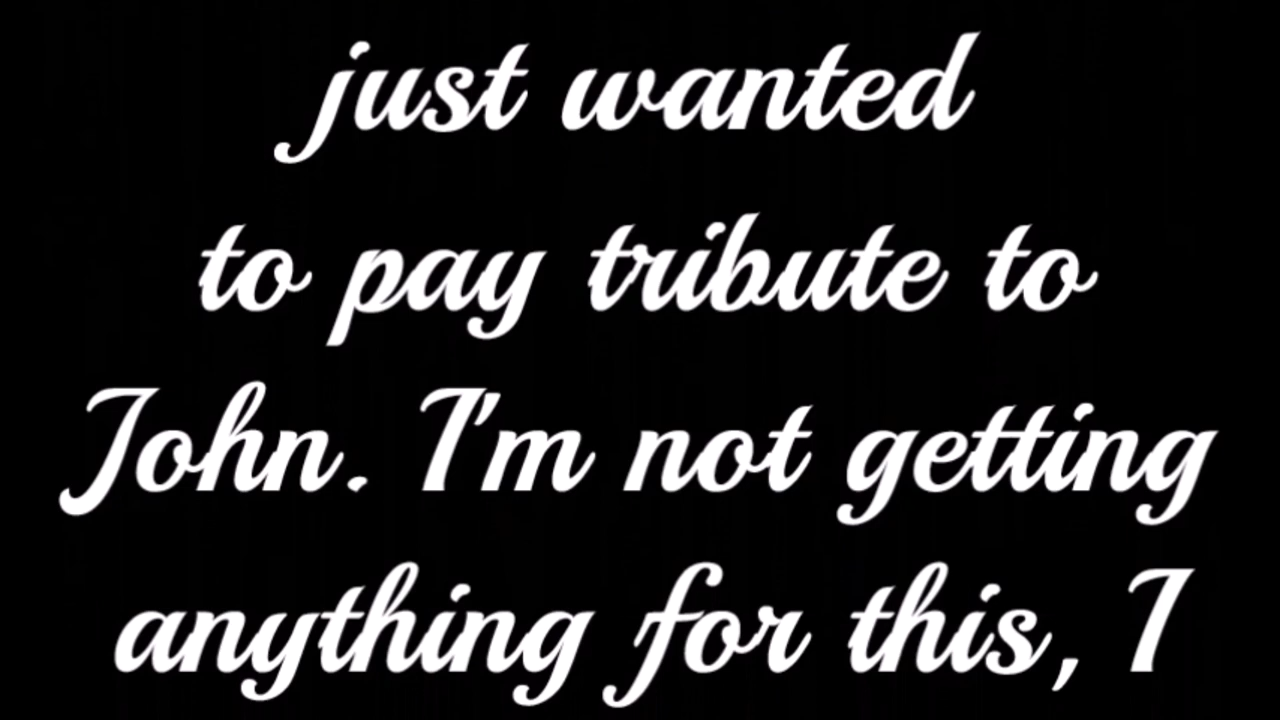 just wanted
to pay tribute to
John. I'm not getting
anything for this, I